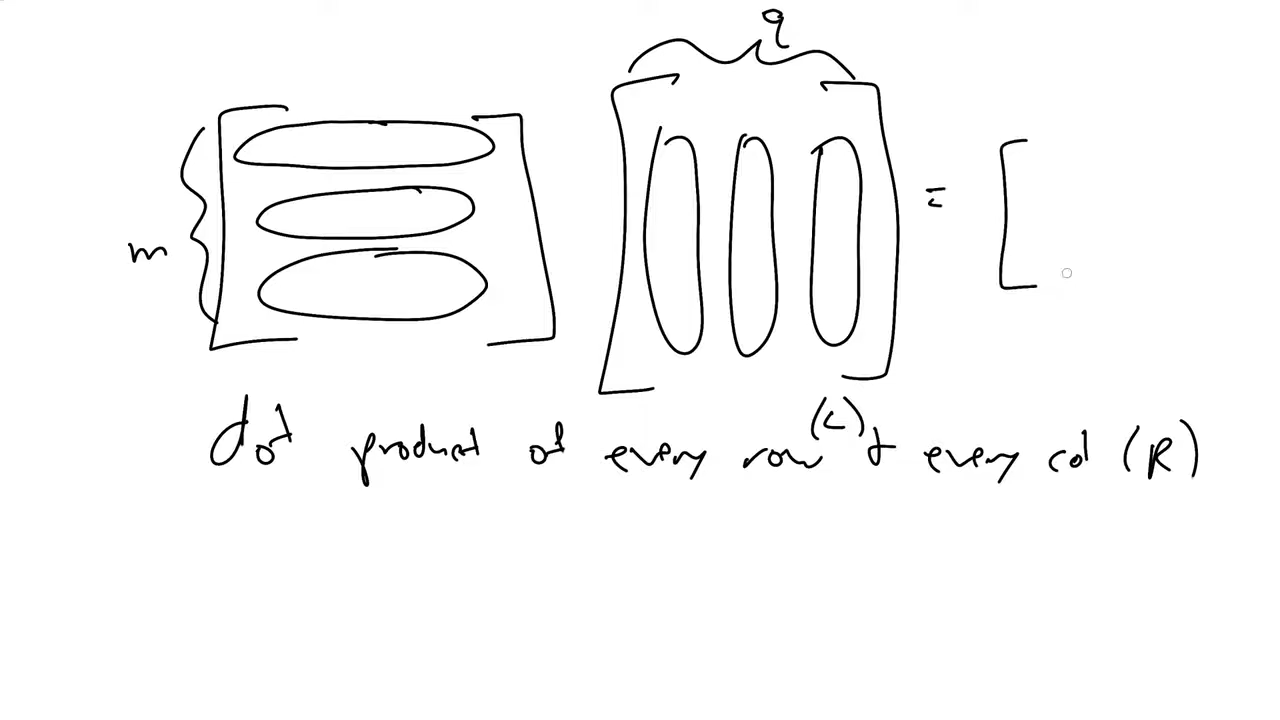 q
m
=
dot product of every row (L) & every col (R)